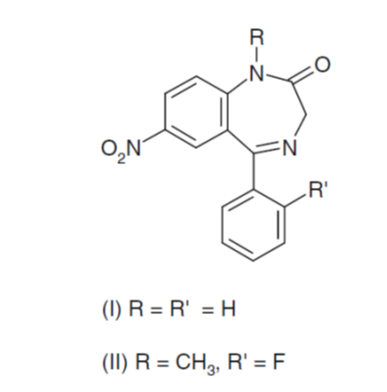 R
N
O
O₂N
N
R'
(I) R = R' = H
(II) R = CH₃, R' = F